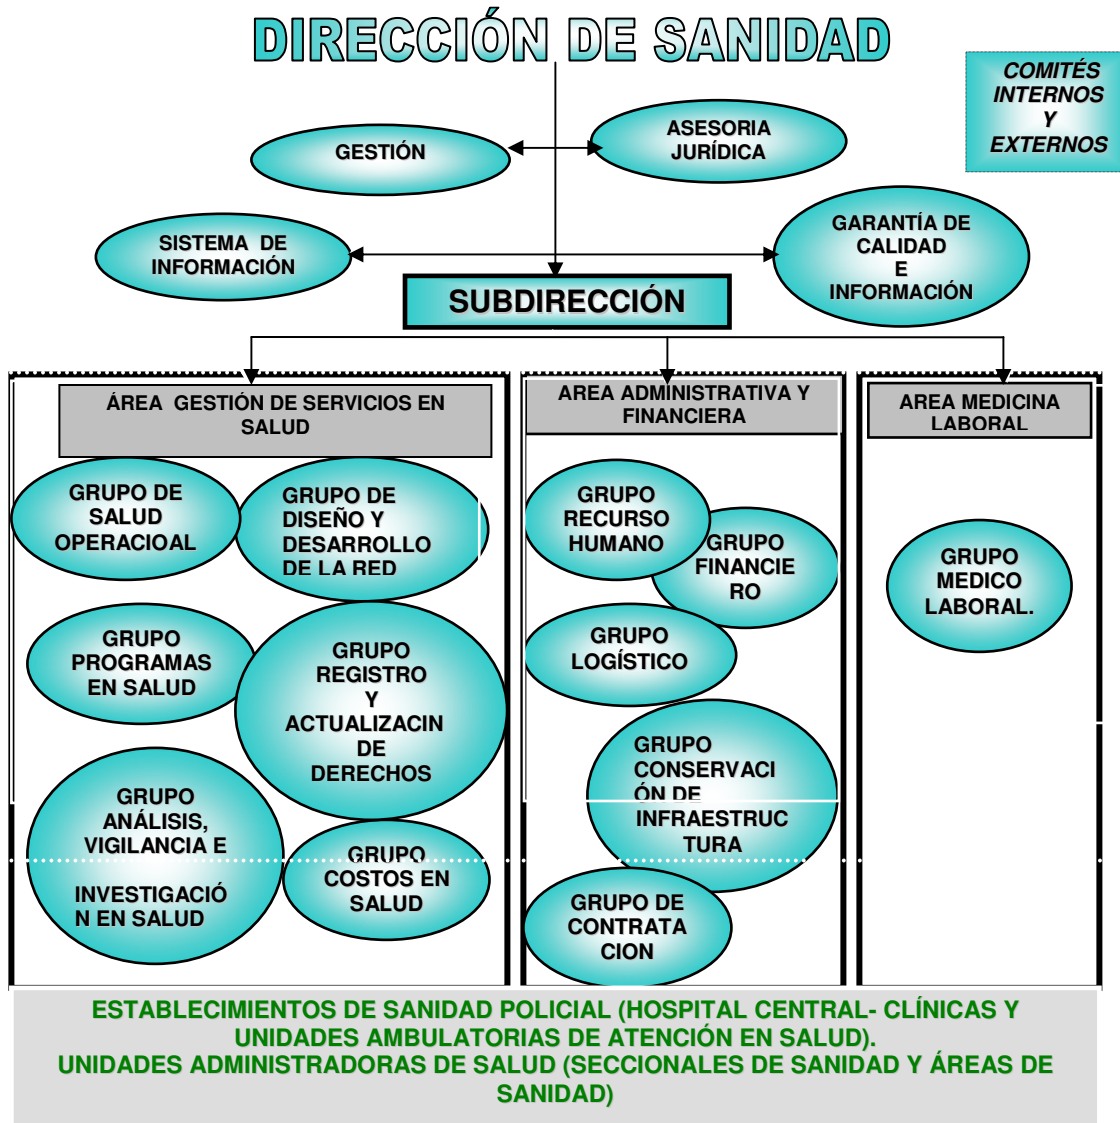 DIRECCIÓN DE SANIDAD
COMITÉS
INTERNOS
Y
EXTERNOS
GESTIÓN
ASESORIA
JURÍDICA
SISTEMA DE
INFORMACIÓN
GARANTÍA DE
CALIDAD
E
INFORMACIÓN
SUBDIRECCIÓN
ÁREA GESTIÓN DE SERVICIOS EN
SALUD
GRUPO DE
SALUD
OPERACIOAL
GRUPO DE
DISEÑO Y
DESARROLLO
DE LA RED
GRUPO
PROGRAMAS
EN SALUD
GRUPO
REGISTRO
Y
ACTUALIZACIN
DE
DERECHOS
GRUPO
ANÁLISIS,
VIGILANCIA E
INVESTIGACIÓ
N EN SALUD
GRUPO
COSTOS EN
SALUD
AREA ADMINISTRATIVA Y
FINANCIERA
GRUPO
RECURSO
HUMANO
GRUPO
FINANCIE
RO
GRUPO
LOGÍSTICO
GRUPO
CONSERVACI
ÓN DE
INFRAESTRUC
TURA
GRUPO DE
CONTRATA
CION
AREA MEDICINA
LABORAL
GRUPO
MEDICO
LABORAL.
ESTABLECIMIENTOS DE SANIDAD POLICIAL (HOSPITAL CENTRAL- CLÍNICAS Y
UNIDADES AMBULATORIAS DE ATENCIÓN EN SALUD).
UNIDADES ADMINISTRADORAS DE SALUD (SECCIONALES DE SANIDAD Y ÁREAS DE
SANIDAD)